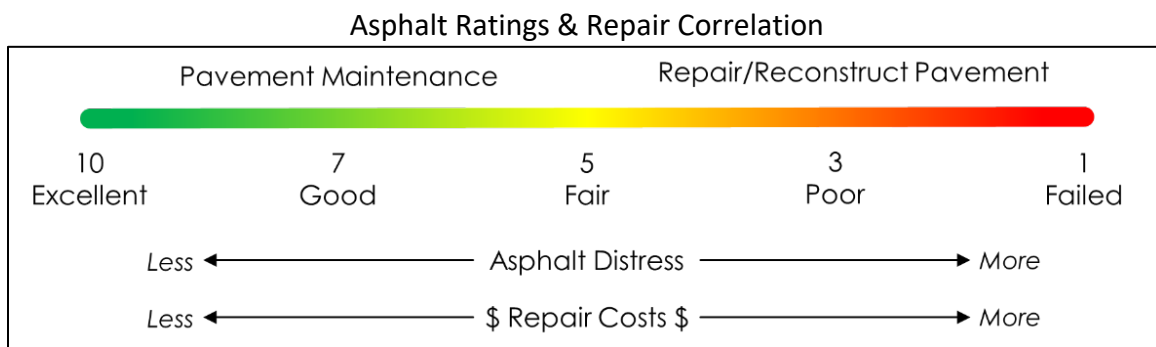 Asphalt Ratings & Repair Correlation
Pavement Maintenance Repair/Reconstruct Pavement
10 7 5 3 1
Excellent Good Fair Poor Failed
Less Asphalt Distress More
Less $ Repair Costs $ More